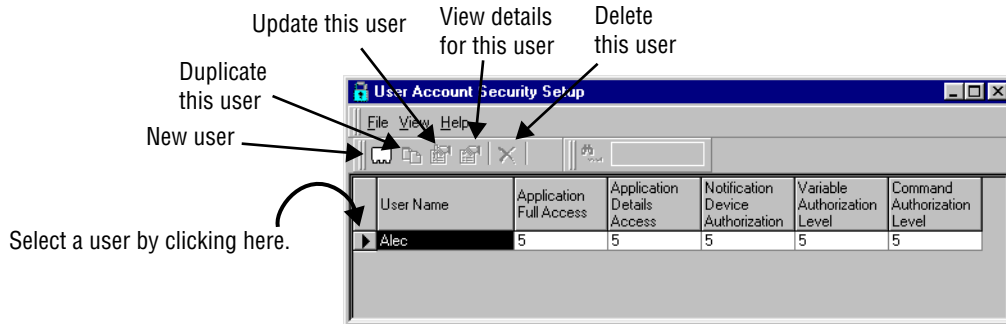 Update this user
View details
for this user
Delete
this user
Duplicate
this user
New user
User Account Security Setup
File View Help
User Name
Application
Full Access
Application
Details
Access
Notification
Device
Authorization
Variable
Authorization
Level
Command
Authorization
Level
Select a user by clicking here.
Alec 5 5 5 5 5